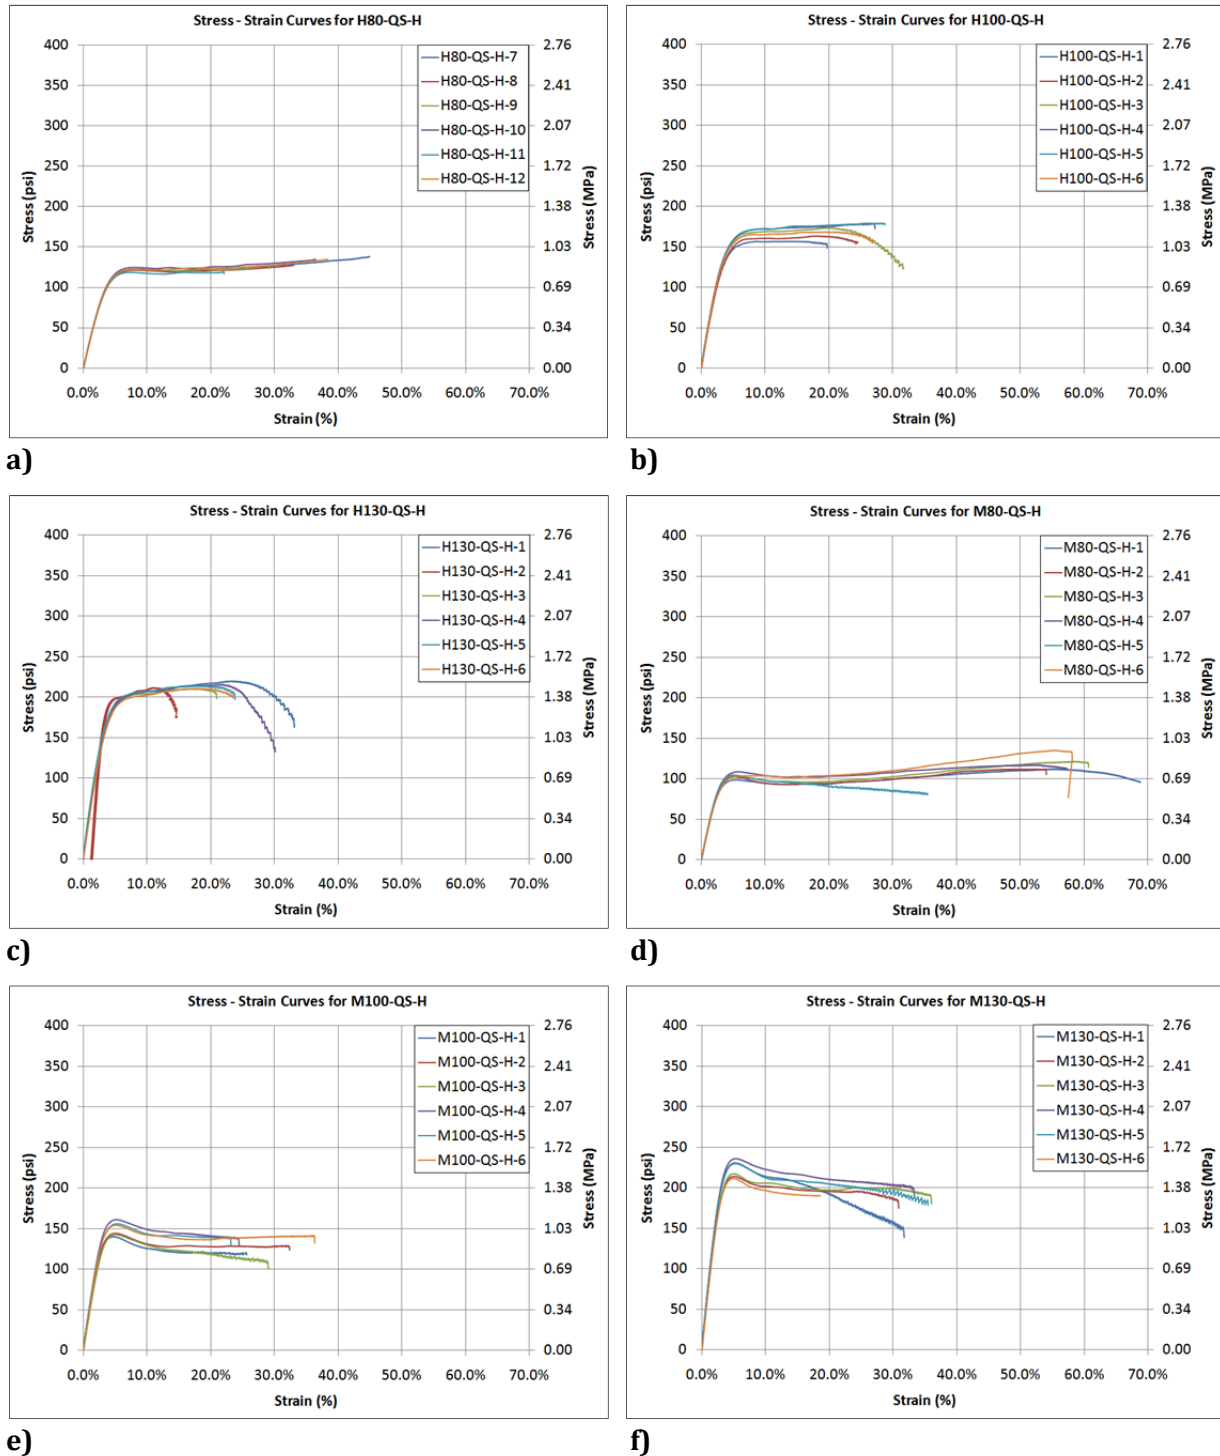 Stress - Strain Curves for H80-QS-H
400
350
300
250
200
150
100
50
0
2.76
2.41
2.07
1.72
1.38
1.03
0.69
0.34
0.00
Stress (psi)
Stress (MPa)
H80-QS-H-7
H80-QS-H-8
H80-QS-H-9
H80-QS-H-10
H80-QS-H-11
H80-QS-H-12
0.0% 10.0% 20.0% 30.0% 40.0% 50.0% 60.0% 70.0%
Strain (%)
a)
Stress - Strain Curves for H100-QS-H
400
350
300
250
200
150
100
50
0
2.76
2.41
2.07
1.72
1.38
1.03
0.69
0.34
0.00
Stress (psi)
Stress (MPa)
H100-QS-H-1
H100-QS-H-2
H100-QS-H-3
H100-QS-H-4
H100-QS-H-5
H100-QS-H-6
0.0% 10.0% 20.0% 30.0% 40.0% 50.0% 60.0% 70.0%
Strain (%)
b)
Stress - Strain Curves for H130-QS-H
400
350
300
250
200
150
100
50
0
2.76
2.41
2.07
1.72
1.38
1.03
0.69
0.34
0.00
Stress (psi)
Stress (MPa)
H130-QS-H-1
H130-QS-H-2
H130-QS-H-3
H130-QS-H-4
H130-QS-H-5
H130-QS-H-6
0.0% 10.0% 20.0% 30.0% 40.0% 50.0% 60.0% 70.0%
Strain (%)
c)
Stress - Strain Curves for M80-QS-H
400
350
300
250
200
150
100
50
0
2.76
2.41
2.07
1.72
1.38
1.03
0.69
0.34
0.00
Stress (psi)
Stress (MPa)
M80-QS-H-1
M80-QS-H-2
M80-QS-H-3
M80-QS-H-4
M80-QS-H-5
M80-QS-H-6
0.0% 10.0% 20.0% 30.0% 40.0% 50.0% 60.0% 70.0%
Strain (%)
d)
Stress - Strain Curves for M100-QS-H
400
350
300
250
200
150
100
50
0
2.76
2.41
2.07
1.72
1.38
1.03
0.69
0.34
0.00
Stress (psi)
Stress (MPa)
M100-QS-H-1
M100-QS-H-2
M100-QS-H-3
M100-QS-H-4
M100-QS-H-5
M100-QS-H-6
0.0% 10.0% 20.0% 30.0% 40.0% 50.0% 60.0% 70.0%
Strain (%)
e)
Stress - Strain Curves for M130-QS-H
400
350
300
250
200
150
100
50
0
2.76
2.41
2.07
1.72
1.38
1.03
0.69
0.34
0.00
Stress (psi)
Stress (MPa)
M130-QS-H-1
M130-QS-H-2
M130-QS-H-3
M130-QS-H-4
M130-QS-H-5
M130-QS-H-6
0.0% 10.0% 20.0% 30.0% 40.0% 50.0% 60.0% 70.0%
Strain (%)
f)